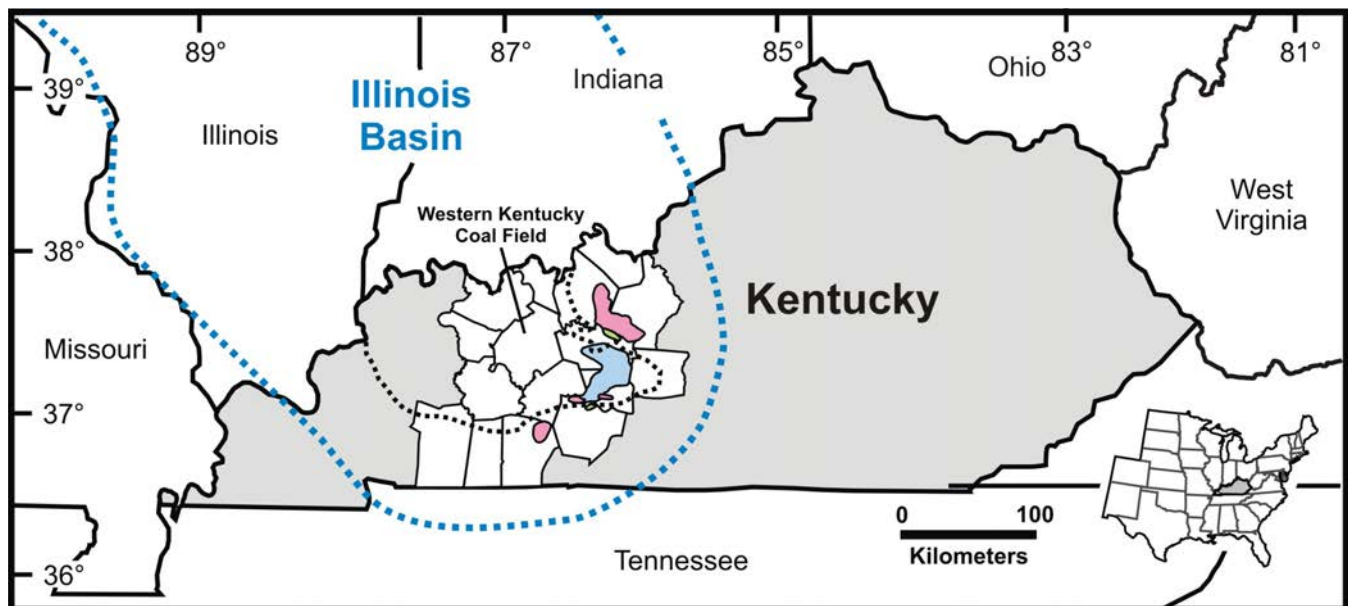 89°
87°
85°
83°
81°
39°
38°
37°
36°
Illinois
Basin
Indiana
Ohio
Illinois
West
Virginia
Western Kentucky
Coal Field
Kentucky
Missouri
0 100
Kilometers
Tennessee